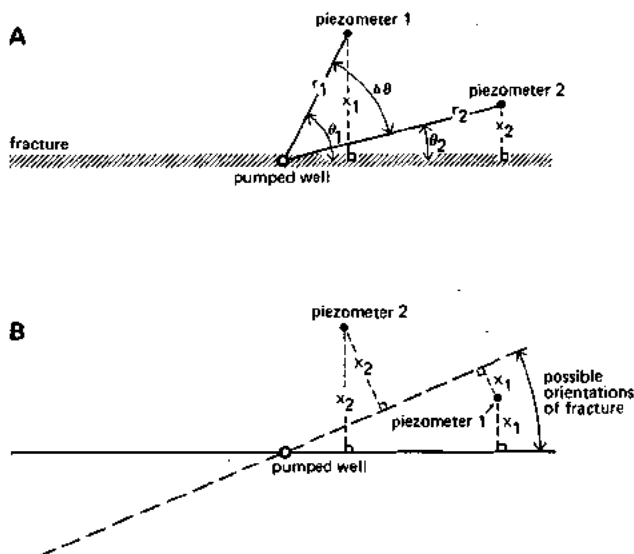 A
piezometer 1
Δθ
r1
x1
θ1
piezometer 2
r2
x2
θ2
fracture
pumped well
B
piezometer 2
x2
x2
x1
piezometer 1
x1
possible
orientations
of fracture
pumped well